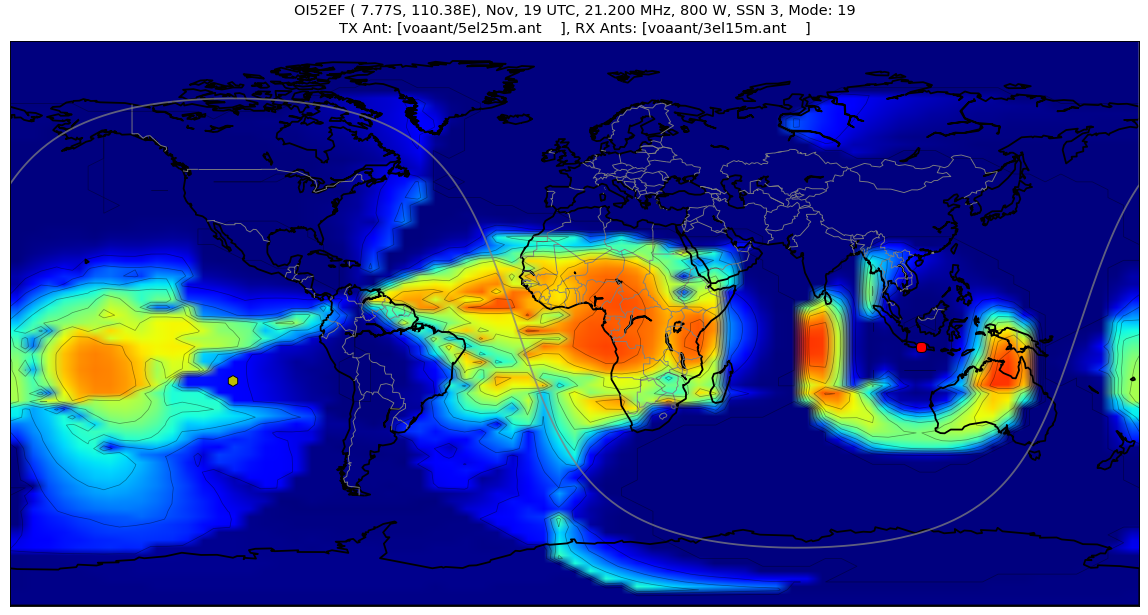 OI52EF ( 7.77S, 110.38E), Nov, 19 UTC, 21.200 MHz, 800 W, SSN 3, Mode: 19
TX Ant: [voaant/5el25m.ant    ], RX Ants: [voaant/3el15m.ant    ]